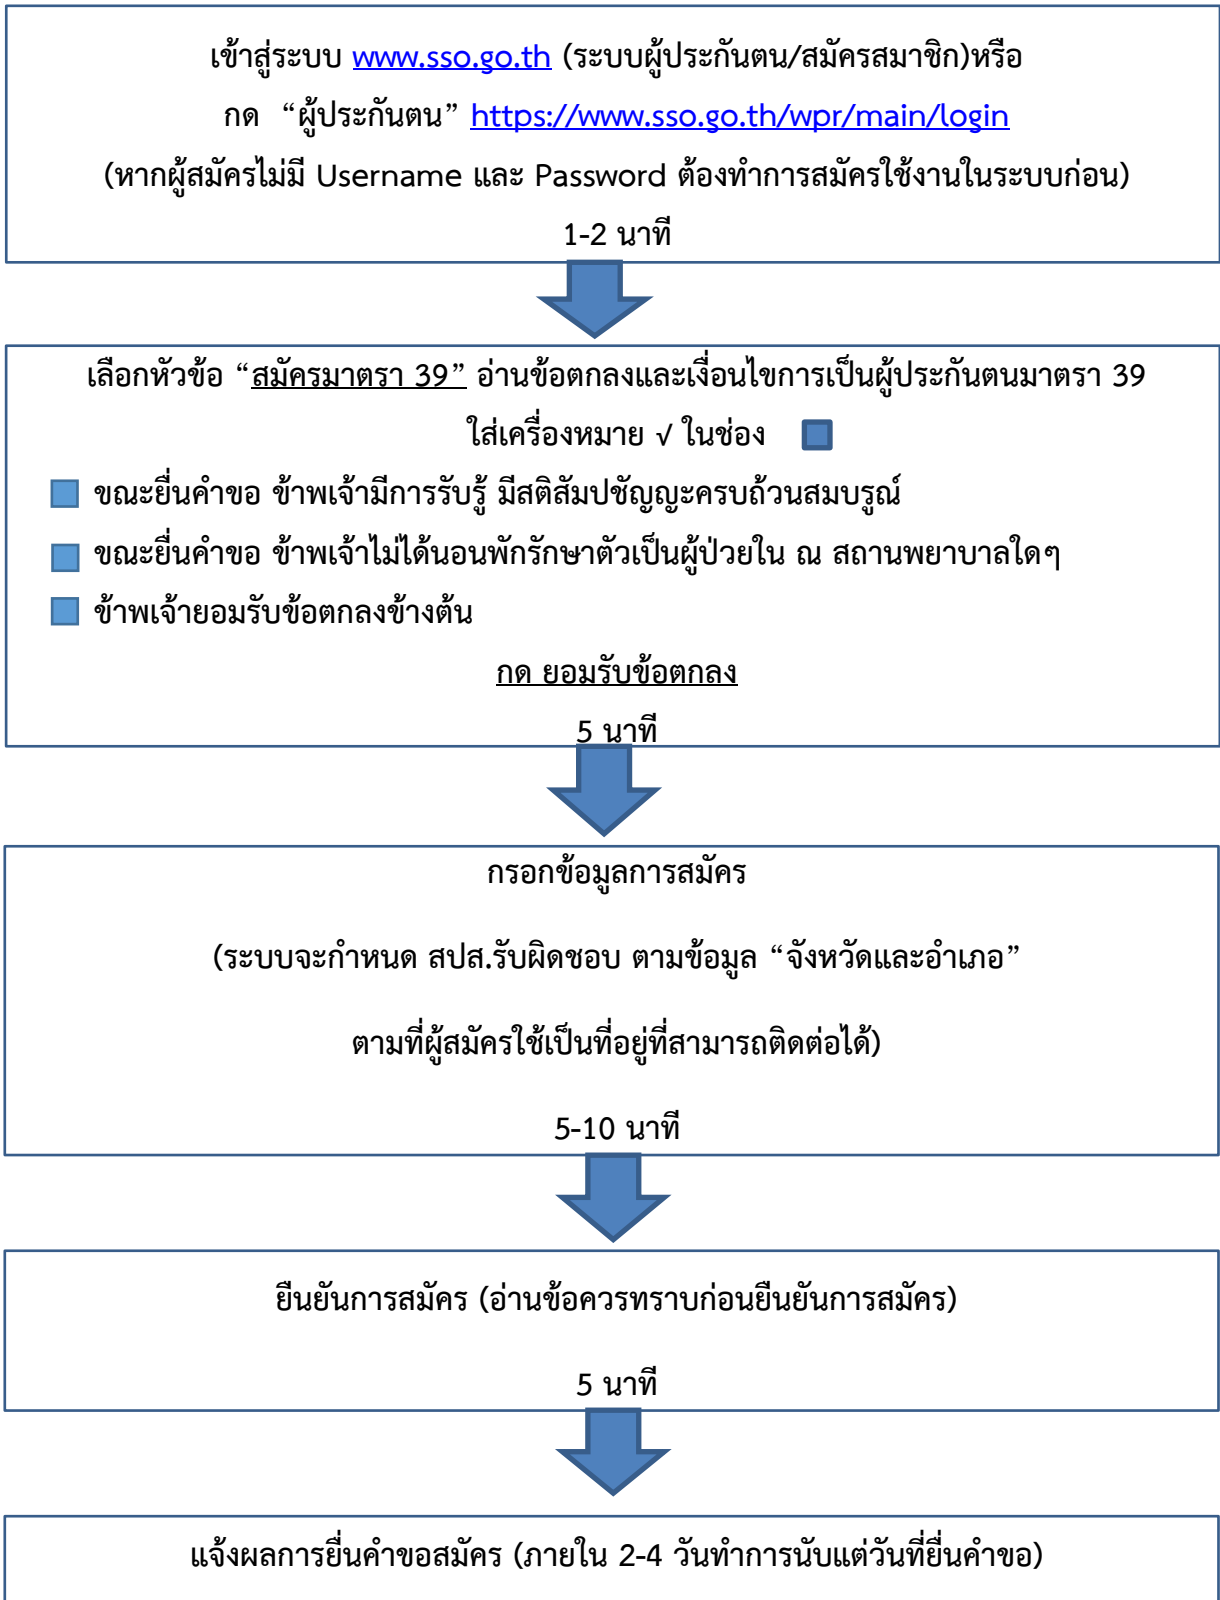 เข้าสู่ระบบ www.sso.go.th (ระบบผู้ประกันตน/สมัครสมาชิก)หรือ
กด “ผู้ประกันตน” https://www.sso.go.th/wpr/main/login
(หากผู้สมัครไม่มี Username และ Password ต้องทำการสมัครใช้งานในระบบก่อน)
1-2 นาที
เลือกหัวข้อ “สมัครมาตรา 39” อ่านข้อตกลงและเงื่อนไขการเป็นผู้ประกันตนมาตรา 39
ใส่เครื่องหมาย √ ในช่อง
ขณะยื่นคำขอ ข้าพเจ้ามีการรับรู้ มีสติสัมปชัญญะครบถ้วนสมบรูณ์
ขณะยื่นคำขอ ข้าพเจ้าไม่ได้นอนพักรักษาตัวเป็นผู้ป่วยใน ณ สถานพยาบาลใดๆ
ข้าพเจ้ายอมรับข้อตกลงข้างต้น
กด ยอมรับข้อตกลง
5 นาที
กรอกข้อมูลการสมัคร
(ระบบจะกำหนด สปส.รับผิดชอบ ตามข้อมูล “จังหวัดและอำเภอ”
ตามที่ผู้สมัครใช้เป็นที่อยู่ที่สามารถติดต่อได้)
5-10 นาที
ยืนยันการสมัคร (อ่านข้อควรทราบก่อนยืนยันการสมัคร)
5 นาที
แจ้งผลการยื่นคำขอสมัคร (ภายใน 2-4 วันทำการนับแต่วันที่ยื่นคำขอ)